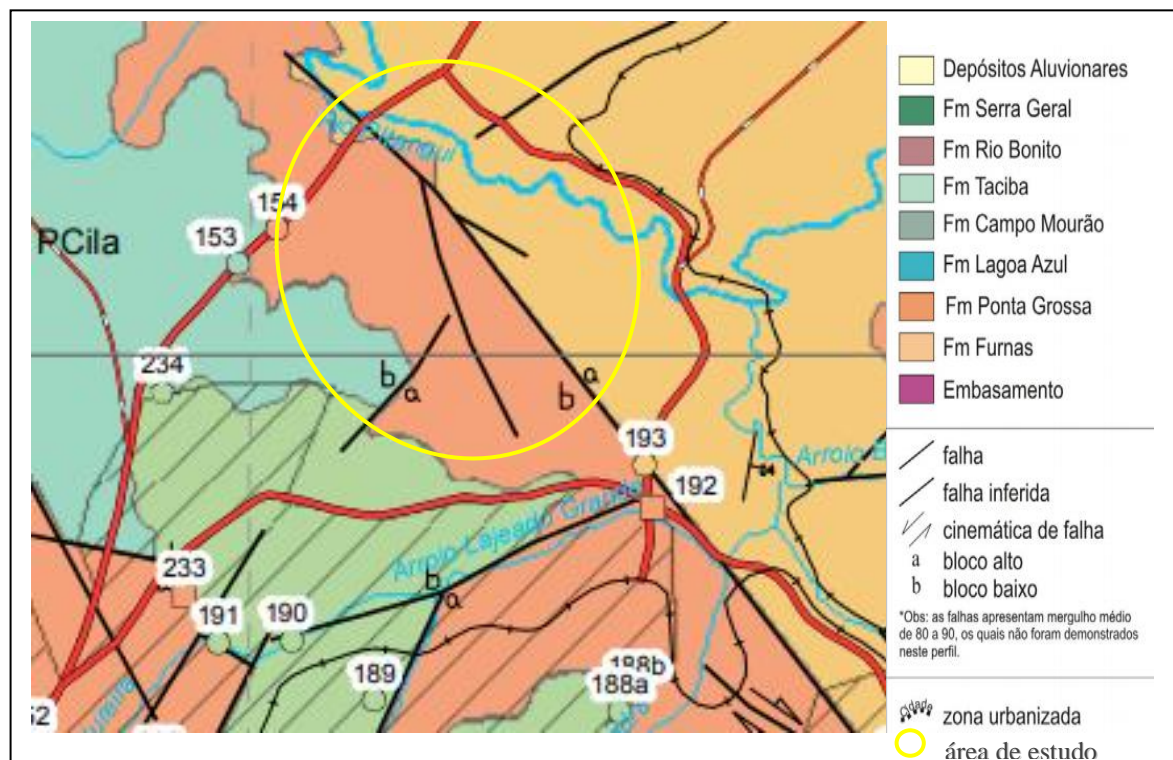 Depósitos Aluvionares
Fm Serra Geral
Fm Rio Bonito
Fm Taciba
Fm Campo Mourão
Fm Lagoa Azul
Fm Ponta Grossa
Fm Furnas
Embasamento
falha
falha inferida
cinemática de falha
a bloco alto
b bloco baixo
*Obs: as falhas apresentam mergulho médio
de 80 a 90, os quais não foram demonstrados
neste perfil.
Cidade
zona urbanizada
área de estudo
154
153
PCila
234
b
a
a
b
193
192
Arroio B
Arroio Lajeado Grande
233
b
a
191
190
189
188b
188a
52